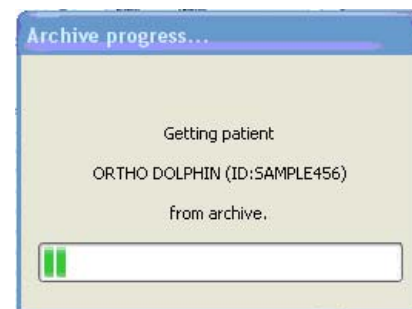 Archive progress...
Getting patient
ORTHO DOLPHIN (ID:SAMPLE456)
from archive.